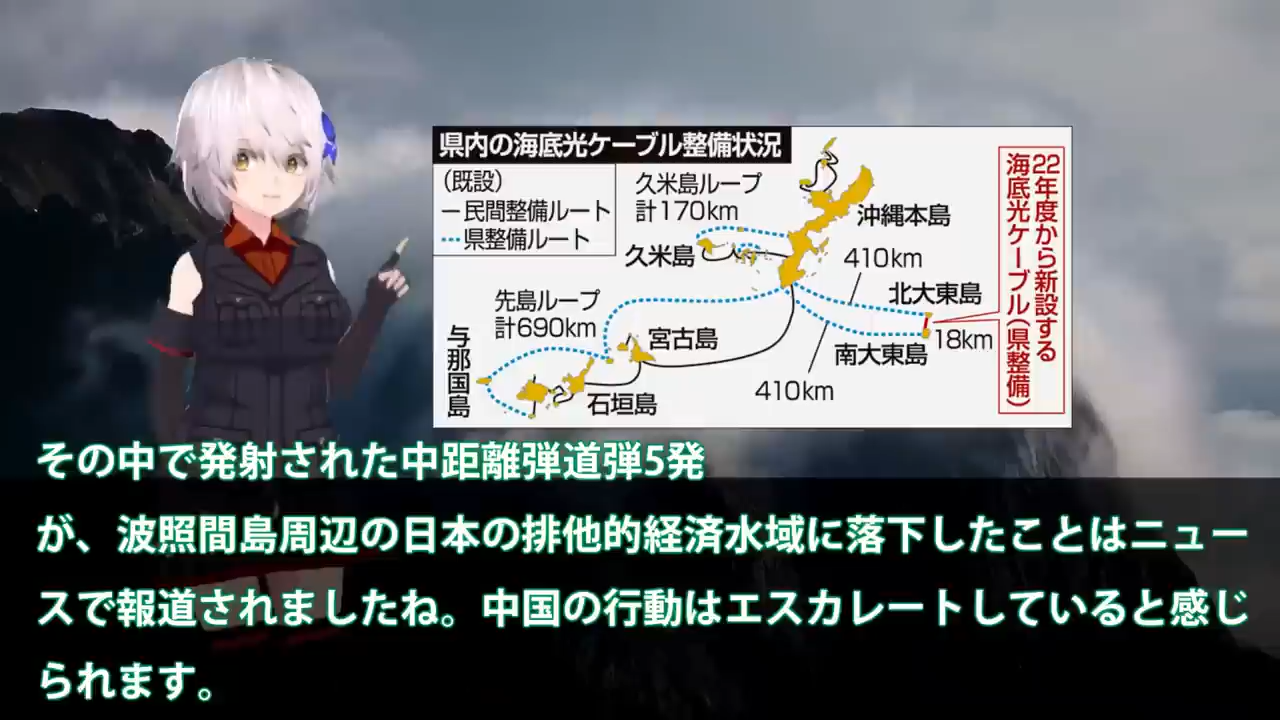 県内の海底光ケーブル整備状況
(既設)
民間整備ルート
県整備ルート
久米島ループ
計170km
久米島
沖縄本島
410km
北大東島
18km
南大東島
410km
先島ループ
計690km
宮古島
与那国島
石垣島
22年度から新設する
海底光ケーブル(県整備)
その中で発射された中距離弾道弾5発
が、波照間島周辺の日本の排他的経済水域に落下したことはニュー
スで報道されましたね。中国の行動はエスカレートしていると感じ
られます。